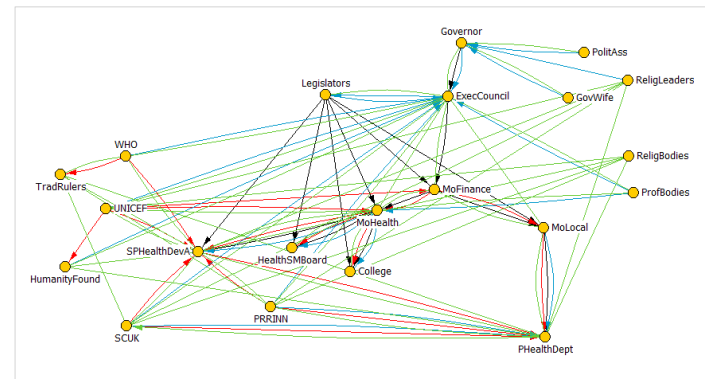 Governor
PolitAss
ReligLeaders
Legislators
ExecCouncil
GovWife
WHO
ReligBodies
TradRulers
MoFinance
ProfBodies
UNICEF
MoHealth
MoLocal
SPHealthDevA
HealthSMBoard
HumanityFound
College
PRRINN
SCUK
PHealthDept